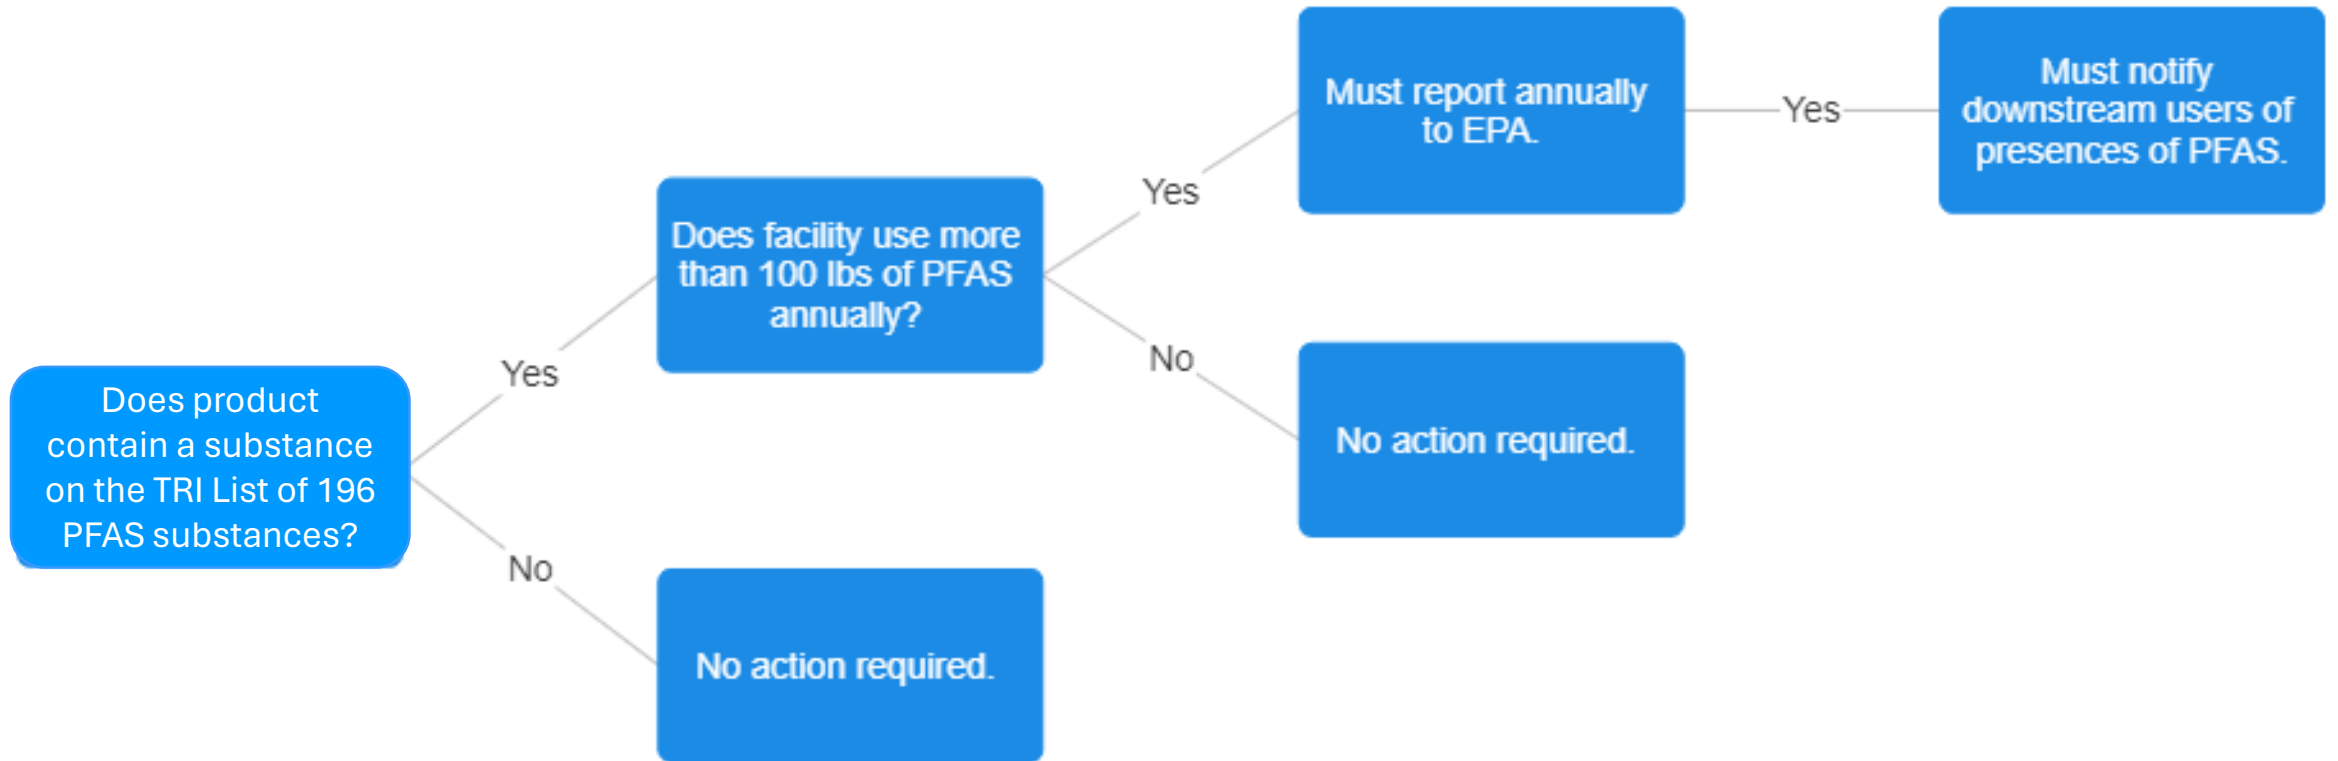 Does product
contain a substance
on the TRI List of 196
PFAS substances?
Yes
No
Does facility use more
than 100 lbs of PFAS
annually?
No action required.
Yes
No
Must report annually
to EPA.
No action required.
Yes
Must notify
downstream users of
presences of PFAS.